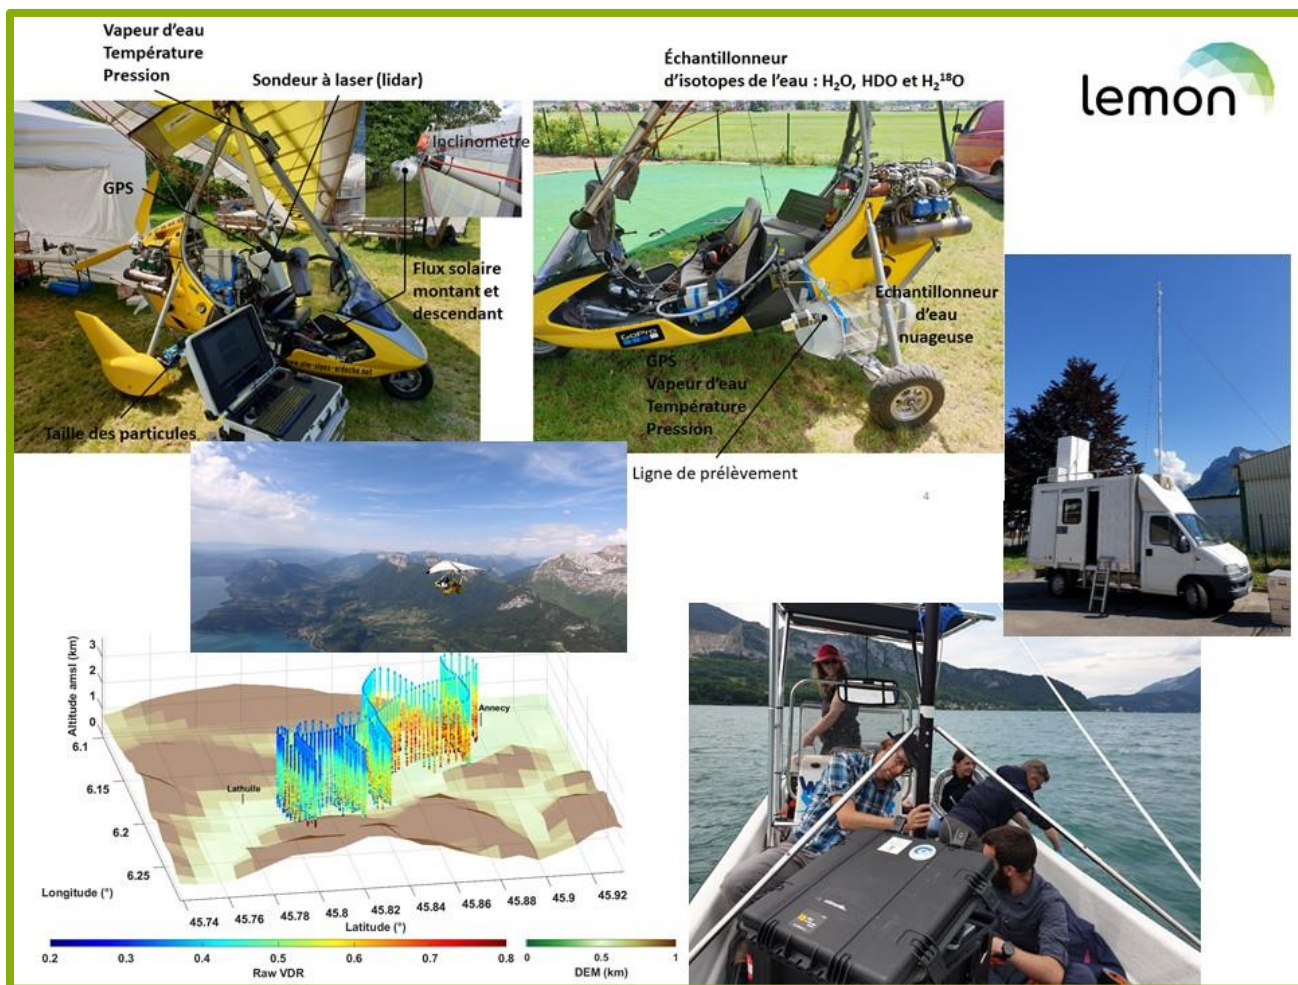 Vapeur d'eau
Température
Pression
Sondeur à laser (lidar)
Échantillonneur
d'isotopes de l'eau : H₂O, HDO et H₂¹⁸O
lemon
Inclinomètre
GPS
Flux solaire
montant et
descendant
Taille des particules
GoPro
Echantillonneur
d'eau
nuageuse
GPS
Vapeur d'eau
Température
Pression
Ligne de prélèvement
4
Altitude amsl (km)
3
2
1
0
6.1
6.15
6.2
6.25
Longitude (°)
Annecy
Lathuile
45.74 45.76 45.78 45.8 45.82 45.84 45.86 45.88 45.9 45.92
Latitude (°)
0.2 0.3 0.4 0.5 0.6 0.7 0.8
Raw VDR
0 0.5 1
DEM (km)